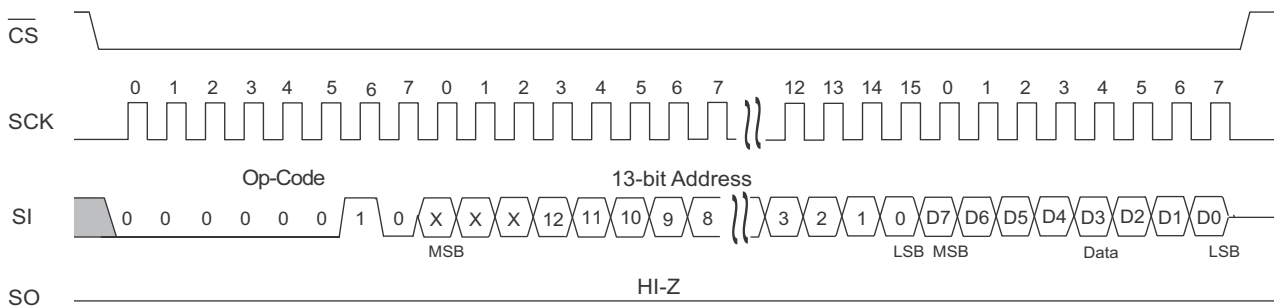 CS
0 1 2 3 4 5 6 7 0 1 2 3 4 5 6 7 12 13 14 15 0 1 2 3 4 5 6 7
SCK
Op-Code 13-bit Address
SI 0 0 0 0 0 0 1 0 X X X 12 11 10 9 8 3 2 1 0 D7 D6 D5 D4 D3 D2 D1 D0
MSB LSB MSB Data LSB
HI-Z
SO